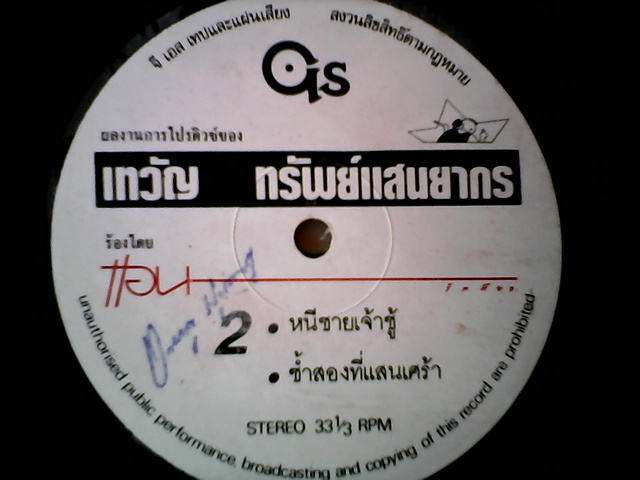 จี เอส เทปและแผ่นเสียง
สงวนลิขสิทธิ์ตามกฎหมาย
GS
ผลงานการโปรดิวซ์ของ
เทวัญ ทรัพย์แสนยากร
ร้องโดย
แอน
2
• หนีชายเจ้าชู้
• ช้ำสองที่แสนเศร้า
STEREO 33 1/3 RPM
unauthorised public performance, broadcasting and copying of this record are prohibited